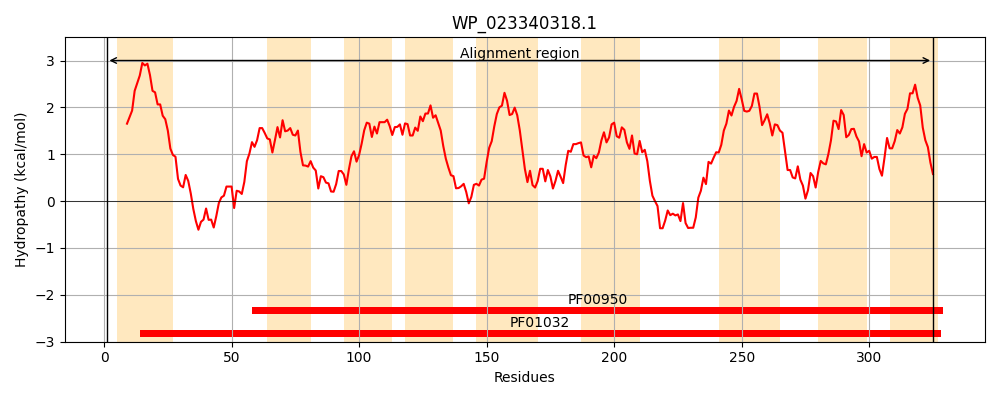 WP_023340318.1
Alignment region
3
2
1
0
−1
−2
−3
Hydropathy (kcal/mol)
PF00950
PF01032
0
50
100
150
200
250
300
Residues